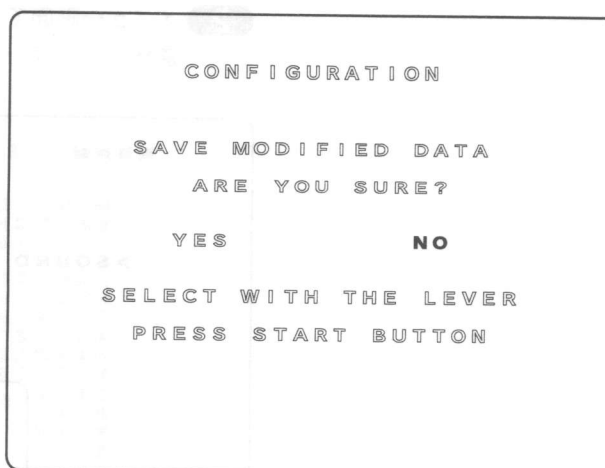 CONFIGURATION
SAVE MODIFIED DATA
ARE YOU SURE?
YES NO
SELECT WITH THE LEVER
PRESS START BUTTON